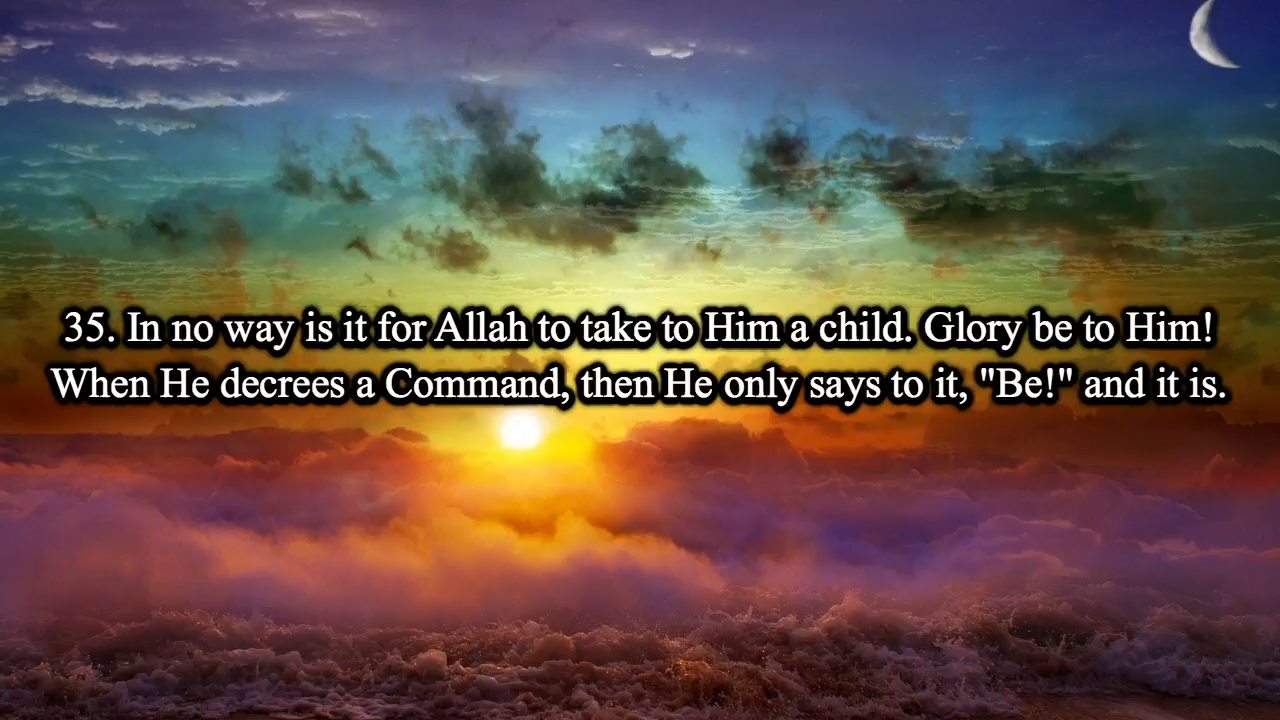 35. In no way is it for Allah to take to Him a child. Glory be to Him!
When He decrees a Command, then He only says to it, "Be!" and it is.